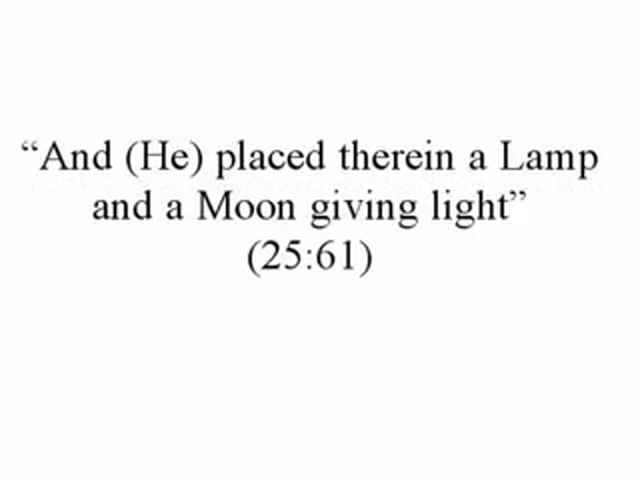 “And (He) placed therein a Lamp
and a Moon giving light”
(25:61)